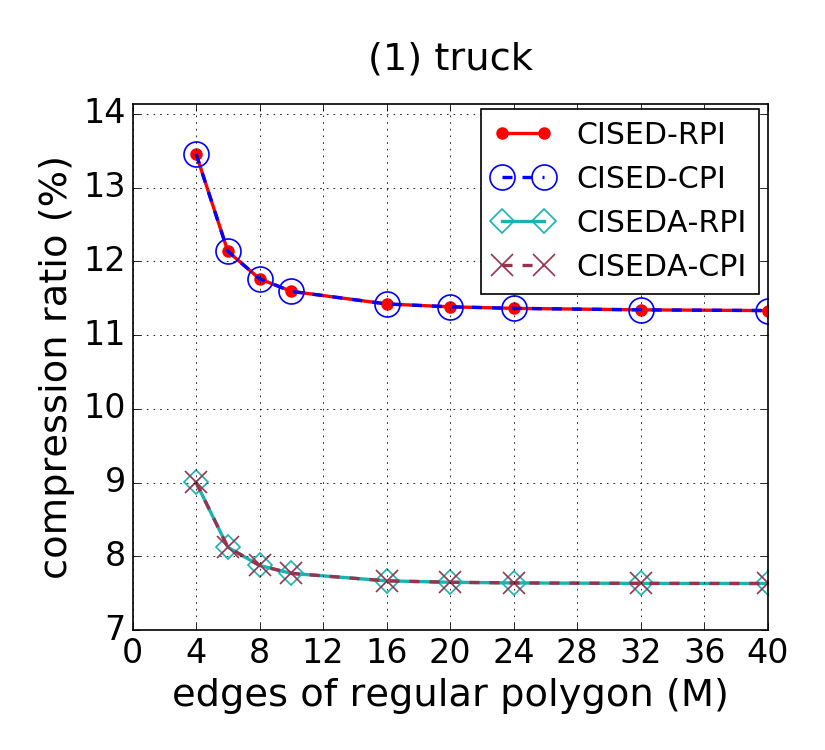 (1) truck
14
13
12
11
10
9
8
7
compression ratio (%)
CISED-RPI
CISED-CPI
CISEDA-RPI
CISEDA-CPI
0 4 8 12 16 20 24 28 32 36 40
edges of regular polygon (M)